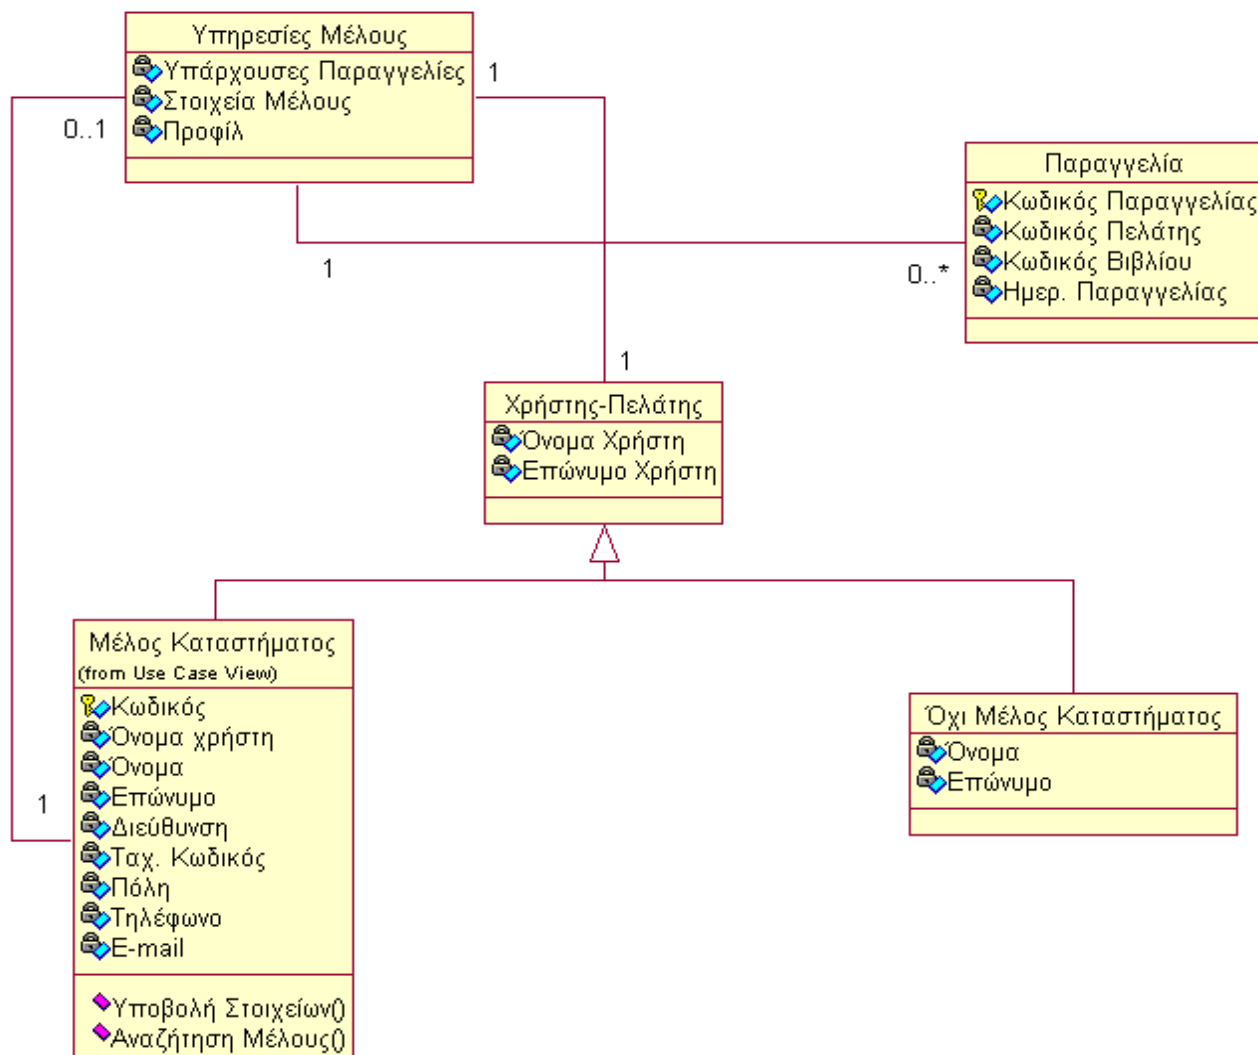 Υπηρεσίες Μέλους
Υπάρχουσες Παραγγελίες
Στοιχεία Μέλους
Προφίλ
1
0..1
Παραγγελία
Κωδικός Παραγγελίας
Κωδικός Πελάτης
Κωδικός Βιβλίου
Ημερ. Παραγγελίας
1
0..*
1
Χρήστης-Πελάτης
Όνομα Χρήστη
Επώνυμο Χρήστη
Μέλος Καταστήματος
(from Use Case View)
Κωδικός
Όνομα χρήστη
Όνομα
Επώνυμο
Διεύθυνση
Ταχ. Κωδικός
Πόλη
Τηλέφωνο
E-mail
Υποβολή Στοιχείων()
Αναζήτηση Μέλους()
1
Όχι Μέλος Καταστήματος
Όνομα
Επώνυμο